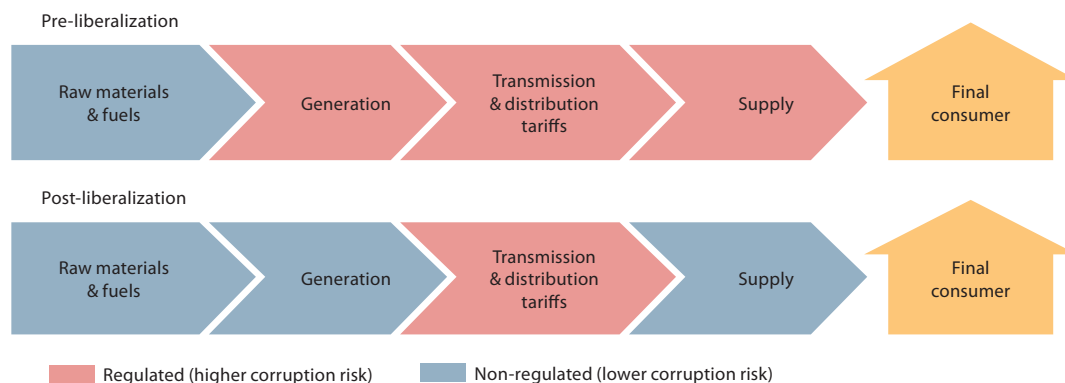 Pre-liberalization
Raw materials
& fuels
Generation
Transmission
& distribution
tariffs
Supply
Final
consumer
Post-liberalization
Raw materials
& fuels
Generation
Transmission
& distribution
tariffs
Supply
Final
consumer
Regulated (higher corruption risk)
Non-regulated (lower corruption risk)